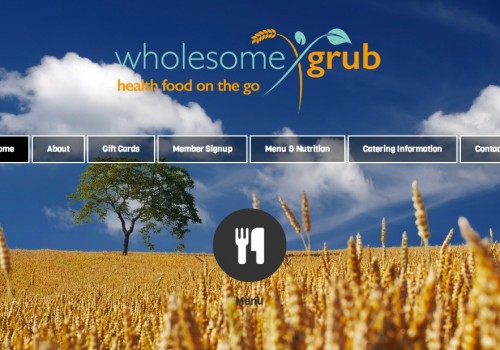 wholesome grub
health food on the go
ome About Gift Cards Member Signup Menu & Nutrition Catering Information Contac
Menu